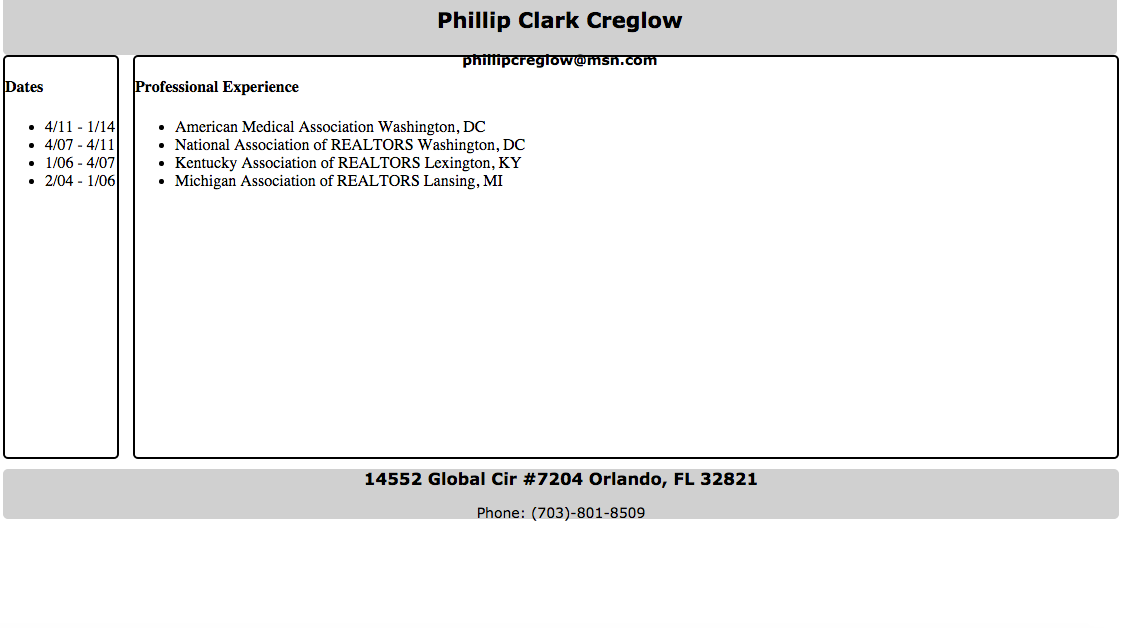 Phillip Clark Creglow
phillipcreglow@msn.com
Dates
4/11 - 1/14
4/07 - 4/11
1/06 - 4/07
2/04 - 1/06
Professional Experience
American Medical Association Washington, DC
National Association of REALTORS Washington, DC
Kentucky Association of REALTORS Lexington, KY
Michigan Association of REALTORS Lansing, MI
14552 Global Cir #7204 Orlando, FL 32821
Phone: (703)-801-8509